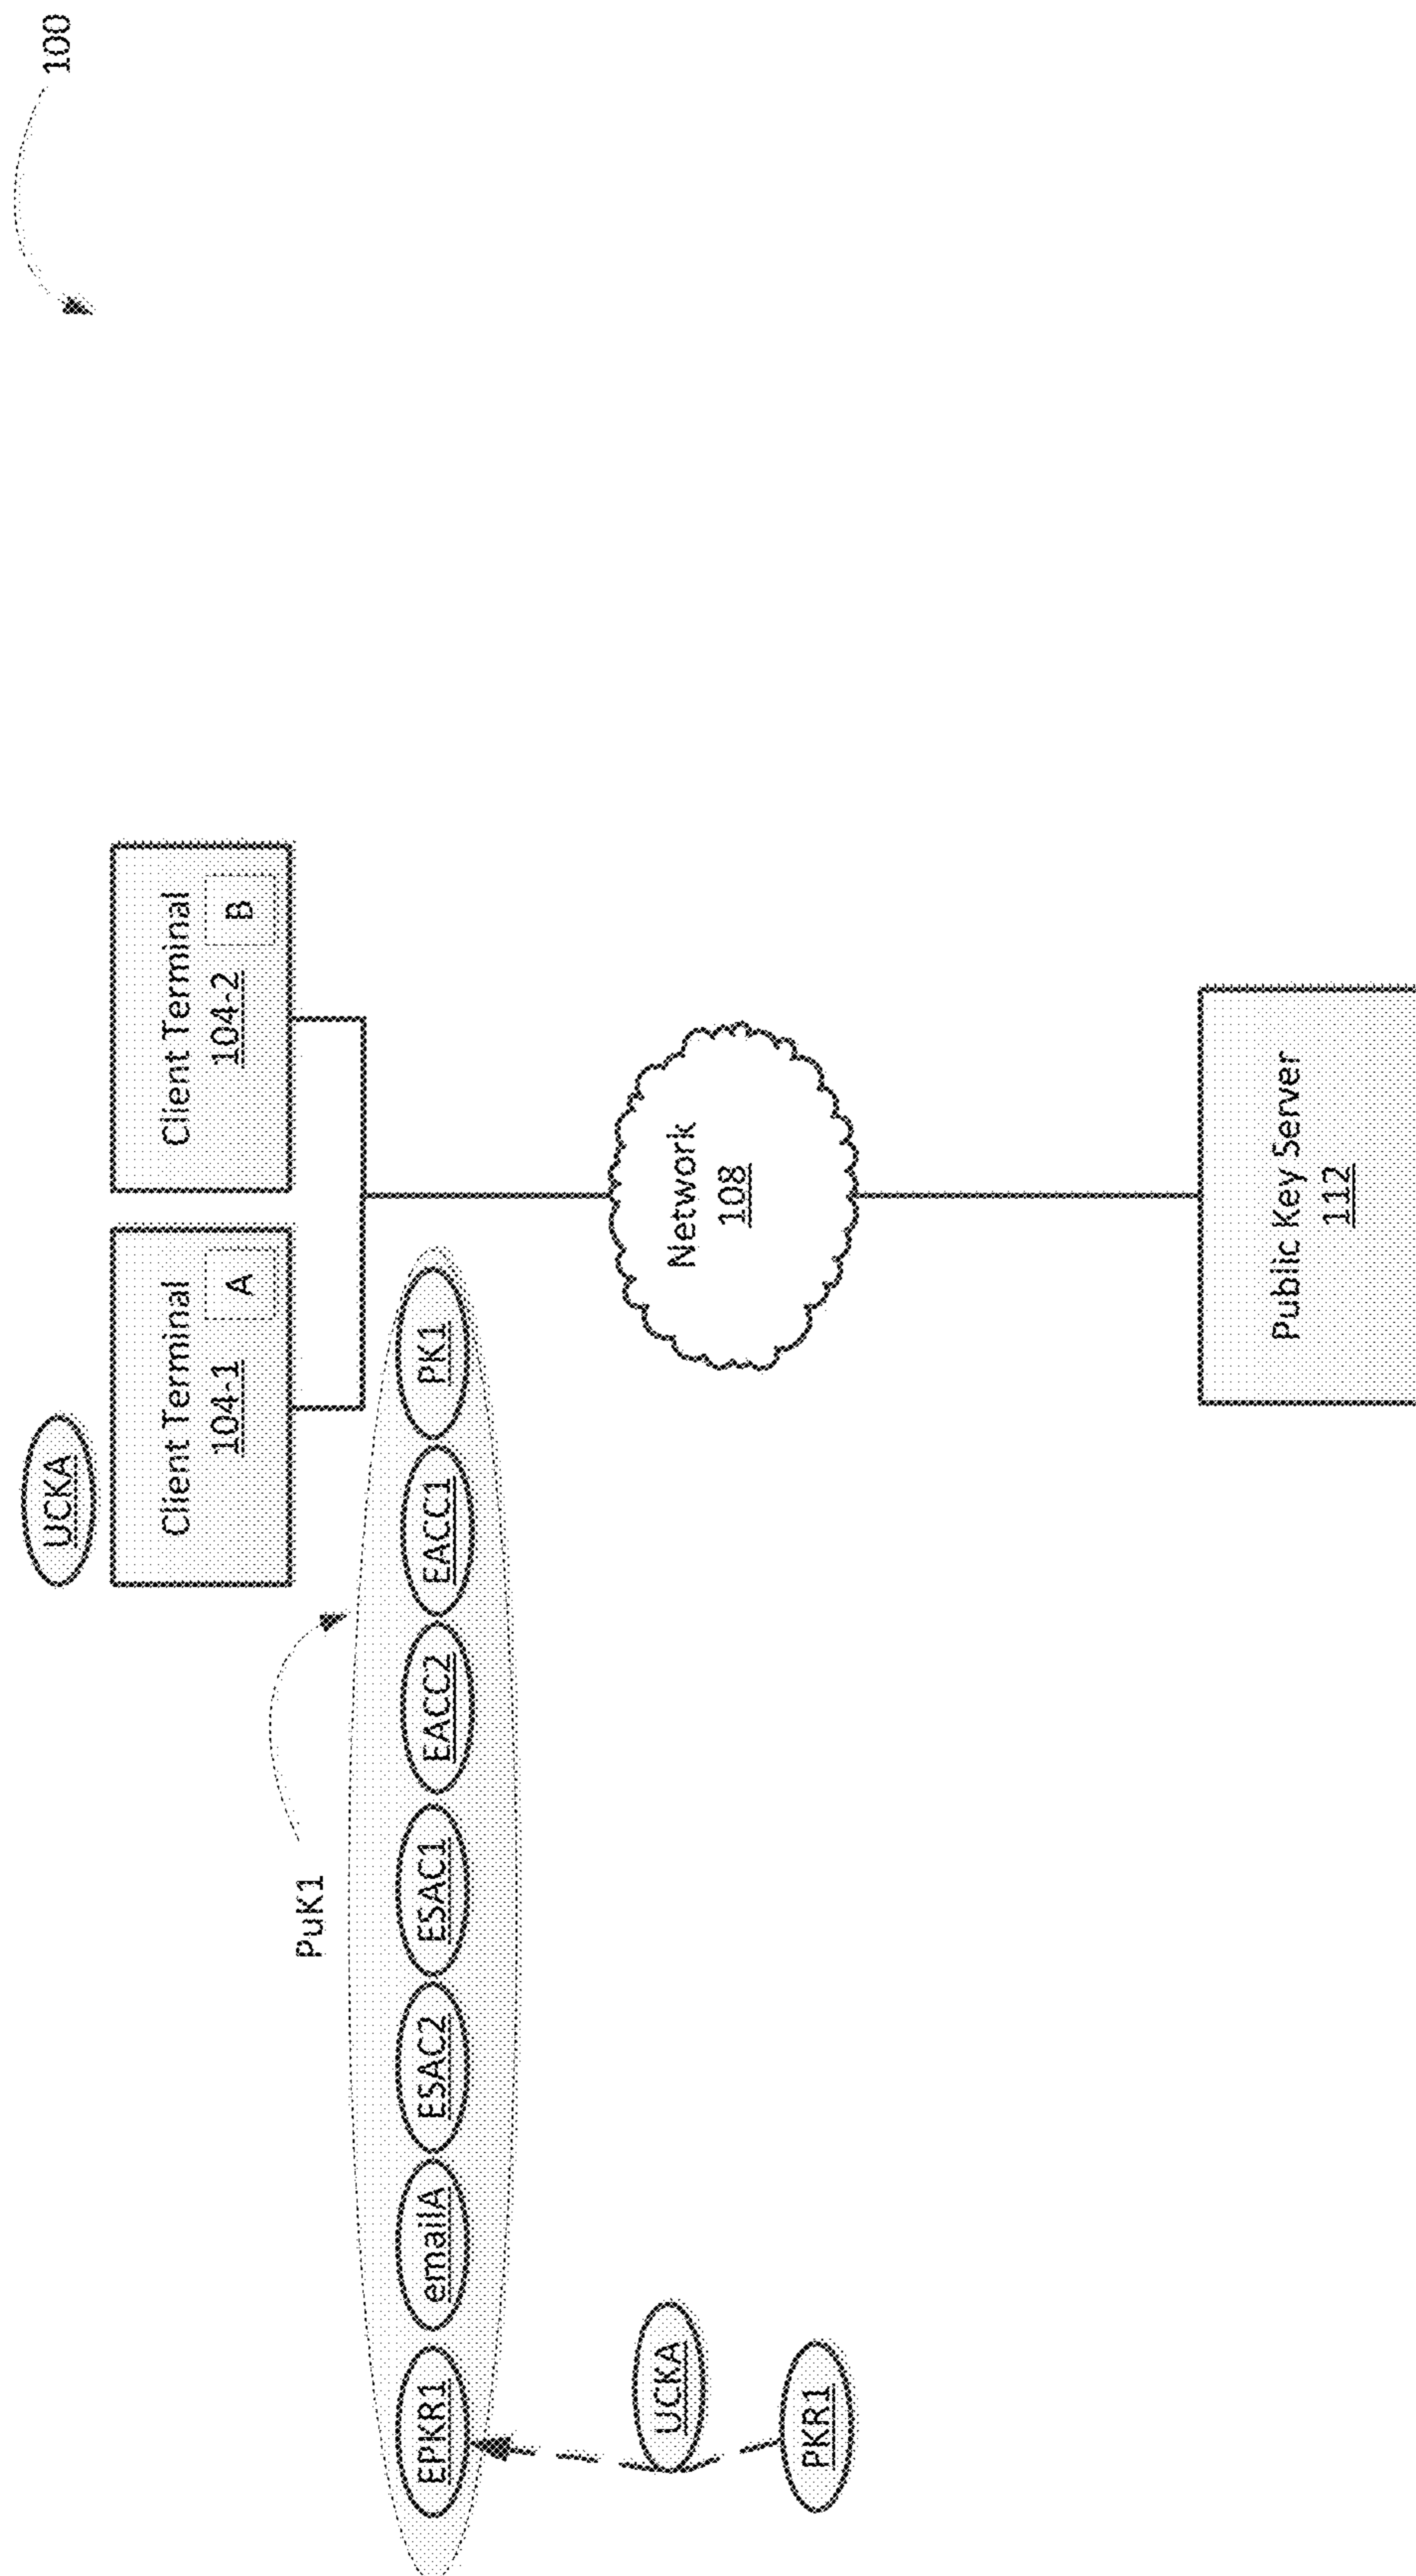 100
UCKA
Client Terminal
104-1
A
Client Terminal
104-2
B
PuK1
EPKR1
emailA
ESAC2
ESAC1
EACC2
EACC1
PK1
UCKA
PKR1
Network
108
Public Key Server
112